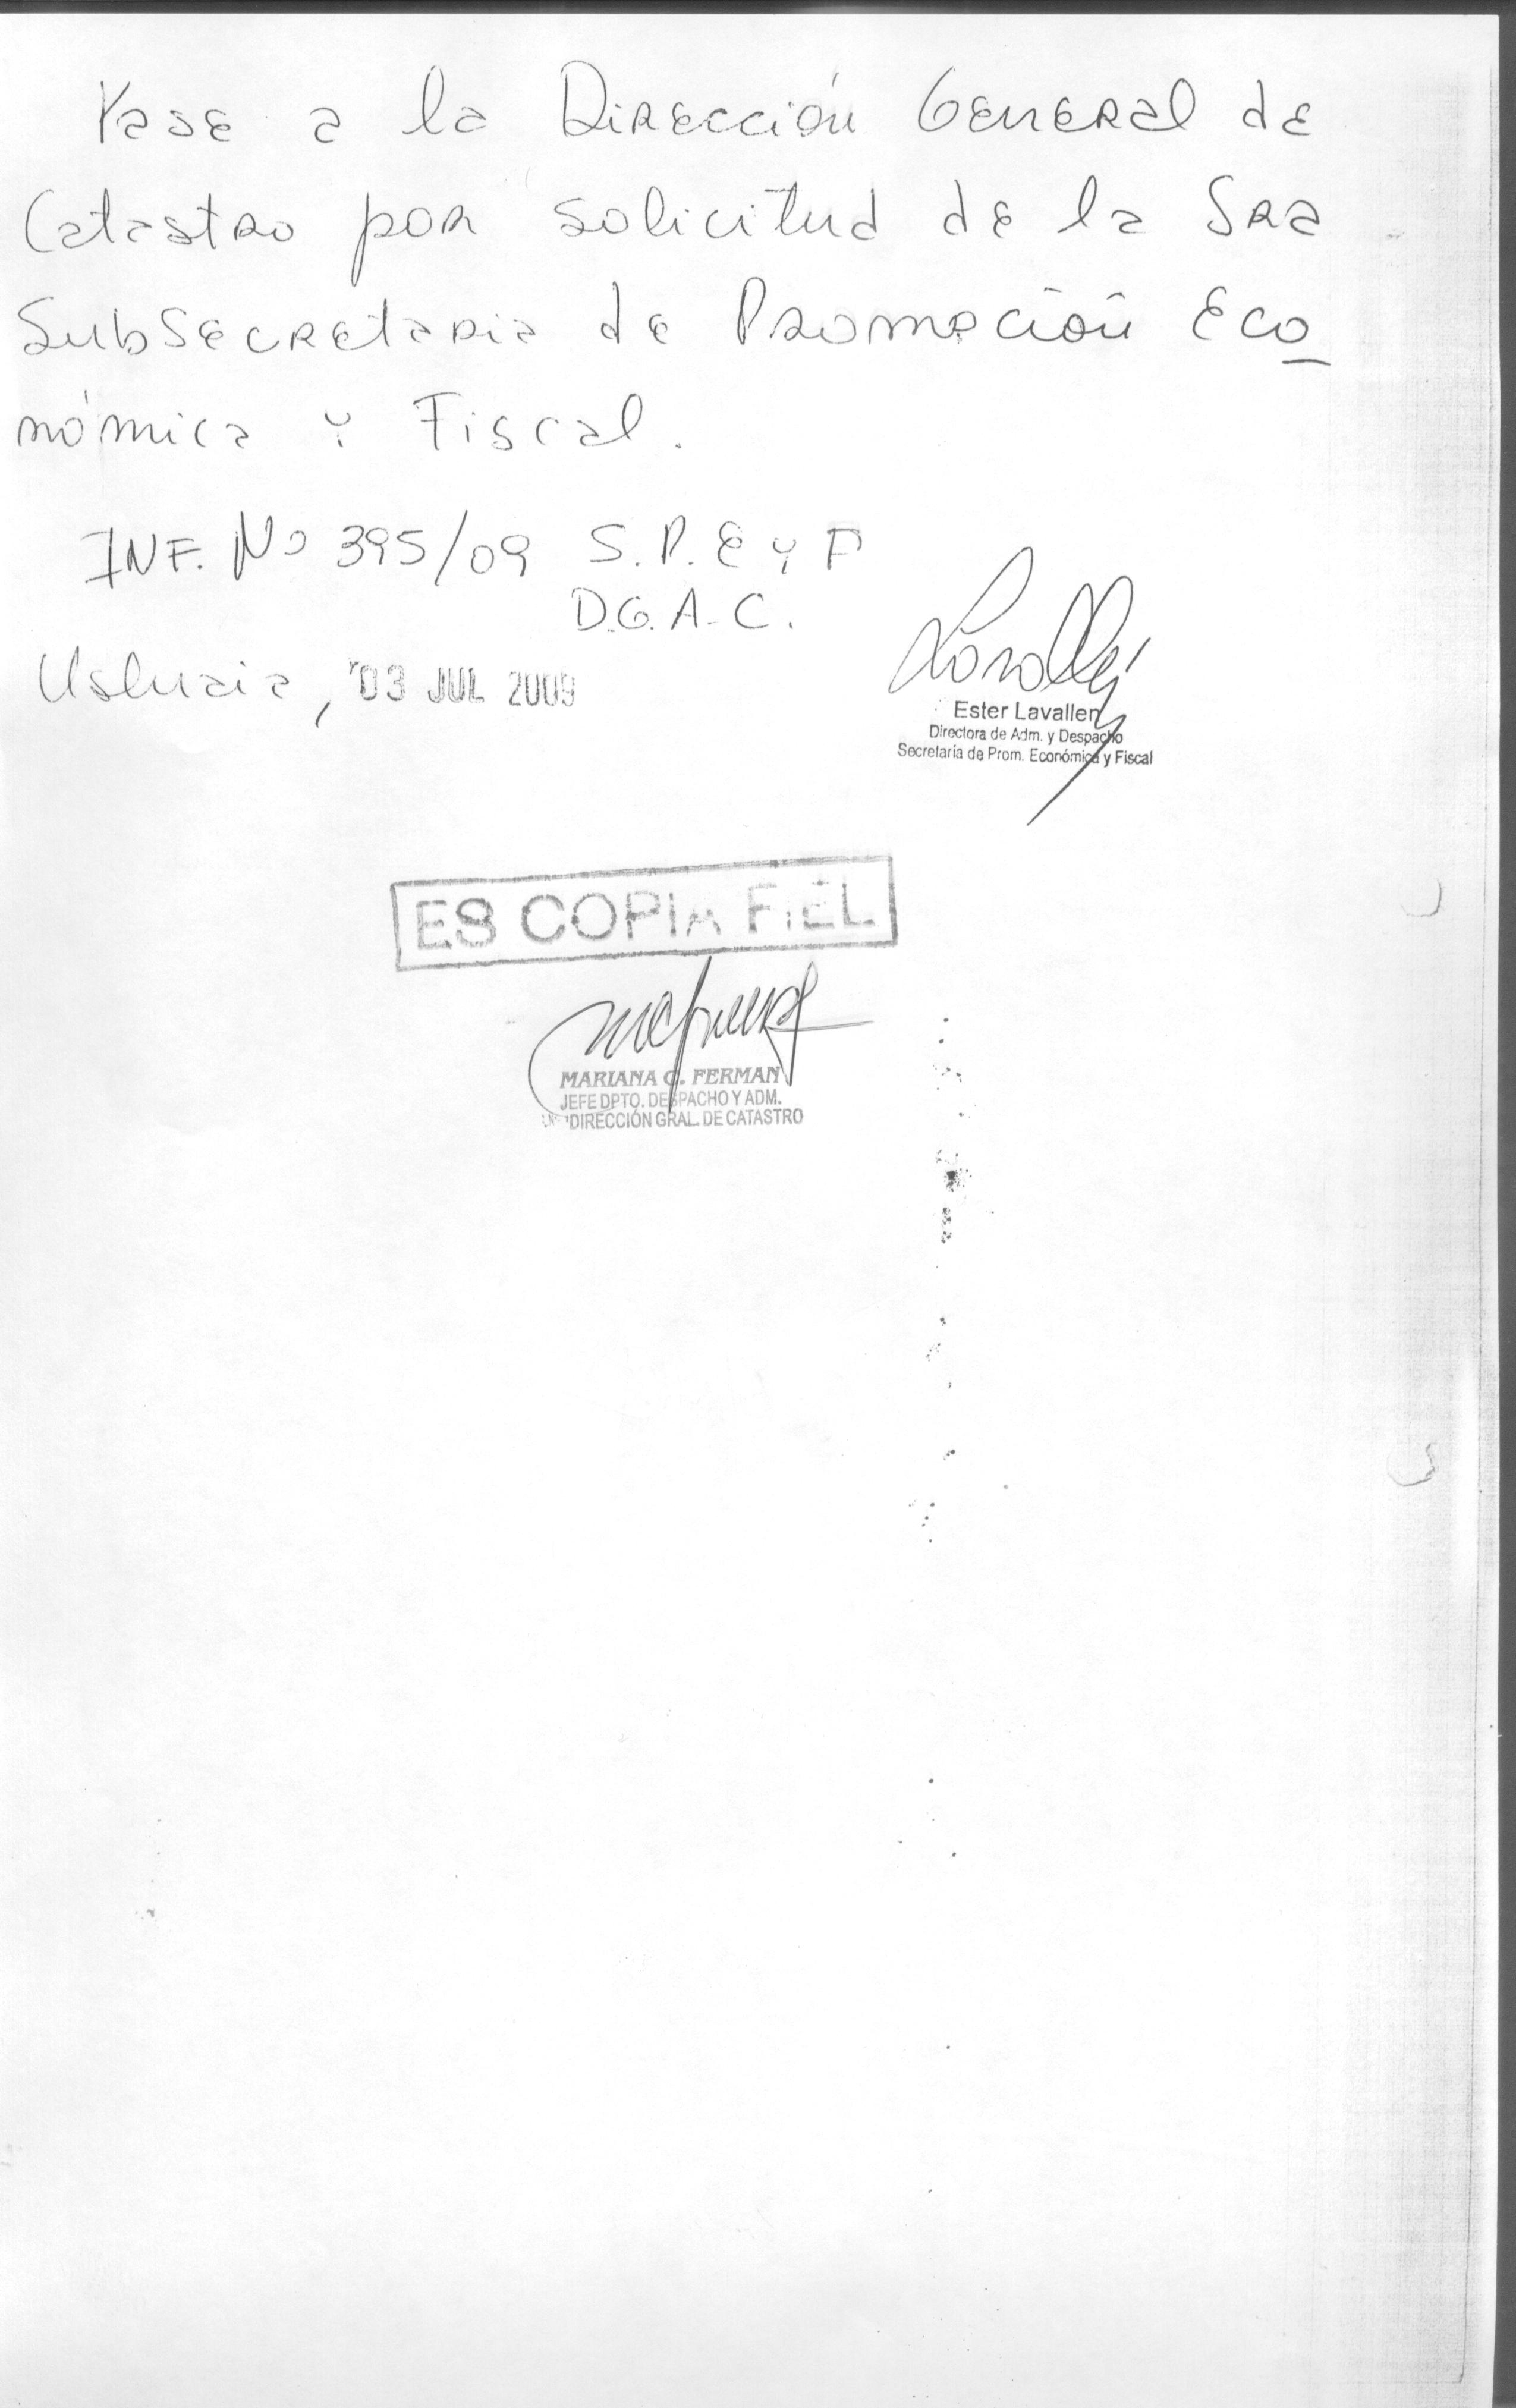 Pase a la Dirección General de
Catastro por solicitud de la Sra
Subsecretaria de Promoción Eco
nómica y Fiscal.
INF. No 395/09 S.P.E y F
D.G.A.C.
Ushuaia, 03 JUL 2009
Ester Lavallen
Directora de Adm. y Despacho
Secretaría de Prom. Económica y Fiscal
ES COPIA FIEL
MARIANA C. FERMAN
JEFE DPTO. DESPACHO Y ADM.
DIRECCIÓN GRAL. DE CATASTRO